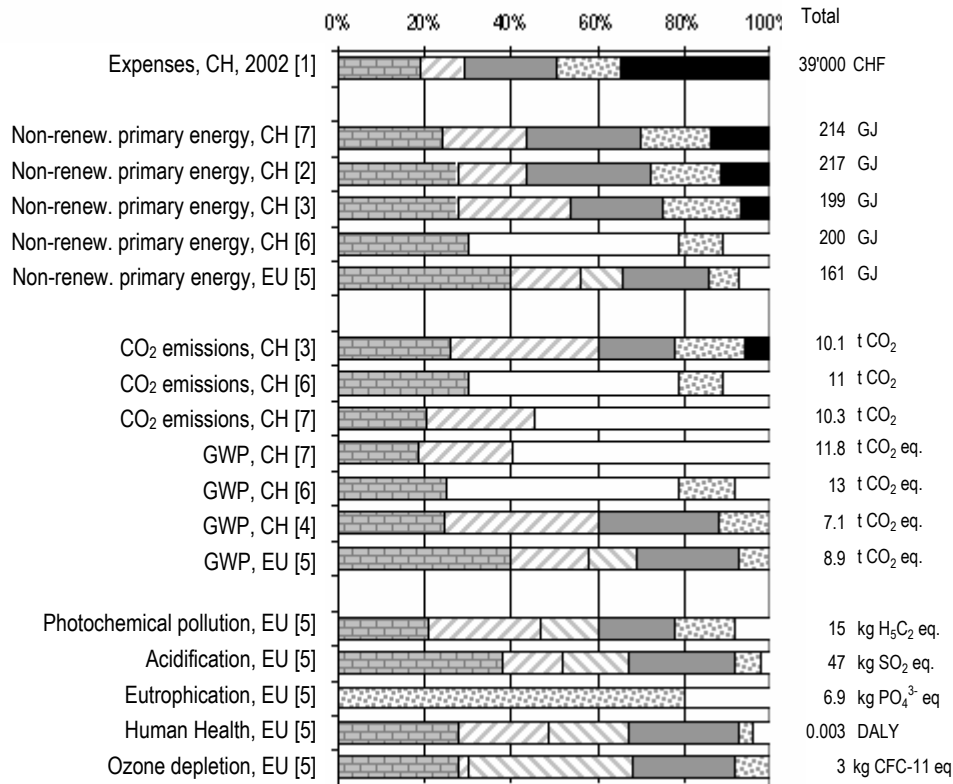 0% 20% 40% 60% 80% 100% Total
Expenses, CH, 2002 [1] 39'000 CHF
Non-renew. primary energy, CH [7] 214 GJ
Non-renew. primary energy, CH [2] 217 GJ
Non-renew. primary energy, CH [3] 199 GJ
Non-renew. primary energy, CH [6] 200 GJ
Non-renew. primary energy, EU [5] 161 GJ
CO₂ emissions, CH [3] 10.1 t CO₂
CO₂ emissions, CH [6] 11 t CO₂
CO₂ emissions, CH [7] 10.3 t CO₂
GWP, CH [7] 11.8 t CO₂ eq.
GWP, CH [6] 13 t CO₂ eq.
GWP, CH [4] 7.1 t CO₂ eq.
GWP, EU [5] 8.9 t CO₂ eq.
Photochemical pollution, EU [5] 15 kg H₅C₂ eq.
Acidification, EU [5] 47 kg SO₂ eq.
Eutrophication, EU [5] 6.9 kg PO₄³⁻ eq
Human Health, EU [5] 0.003 DALY
Ozone depletion, EU [5] 3 kg CFC-11 eq